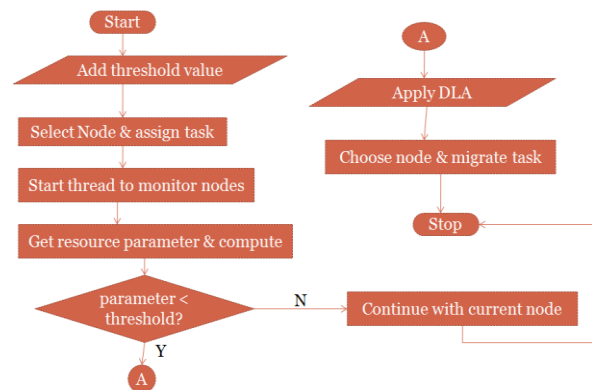 Start
Add threshold value
Select Node & assign task
Start thread to monitor nodes
Get resource parameter & compute
parameter <
threshold?
N
Continue with current node
Y
A
A
Apply DLA
Choose node & migrate task
Stop